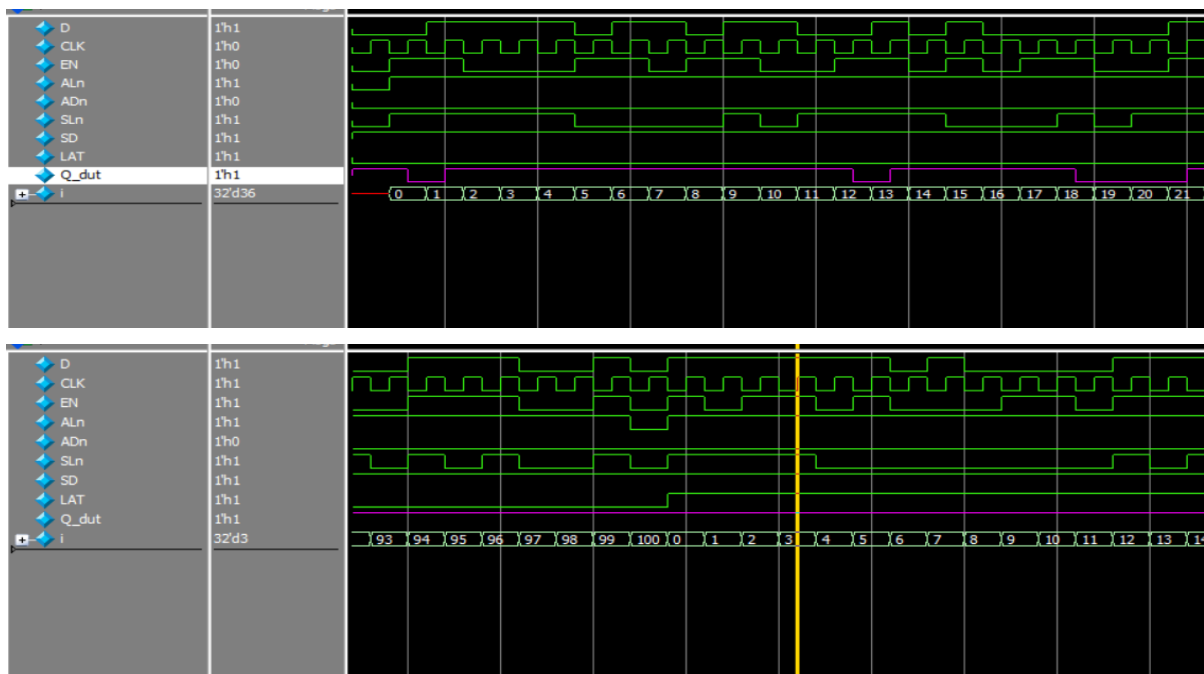 D 1'h1
CLK 1'h0
EN 1'h0
ALn 1'h1
ADn 1'h0
SLn 1'h1
SD 1'h1
LAT 1'h1
Q_dut 1'h1
i 32'd36 0 1 2 3 4 5 6 7 8 9 10 11 12 13 14 15 16 17 18 19 20 21
D 1'h1
CLK 1'h1
EN 1'h1
ALn 1'h1
ADn 1'h0
SLn 1'h1
SD 1'h1
LAT 1'h1
Q_dut 1'h1
i 32'd3 93 94 95 96 97 98 99 100 0 1 2 3 4 5 6 7 8 9 10 11 12 13